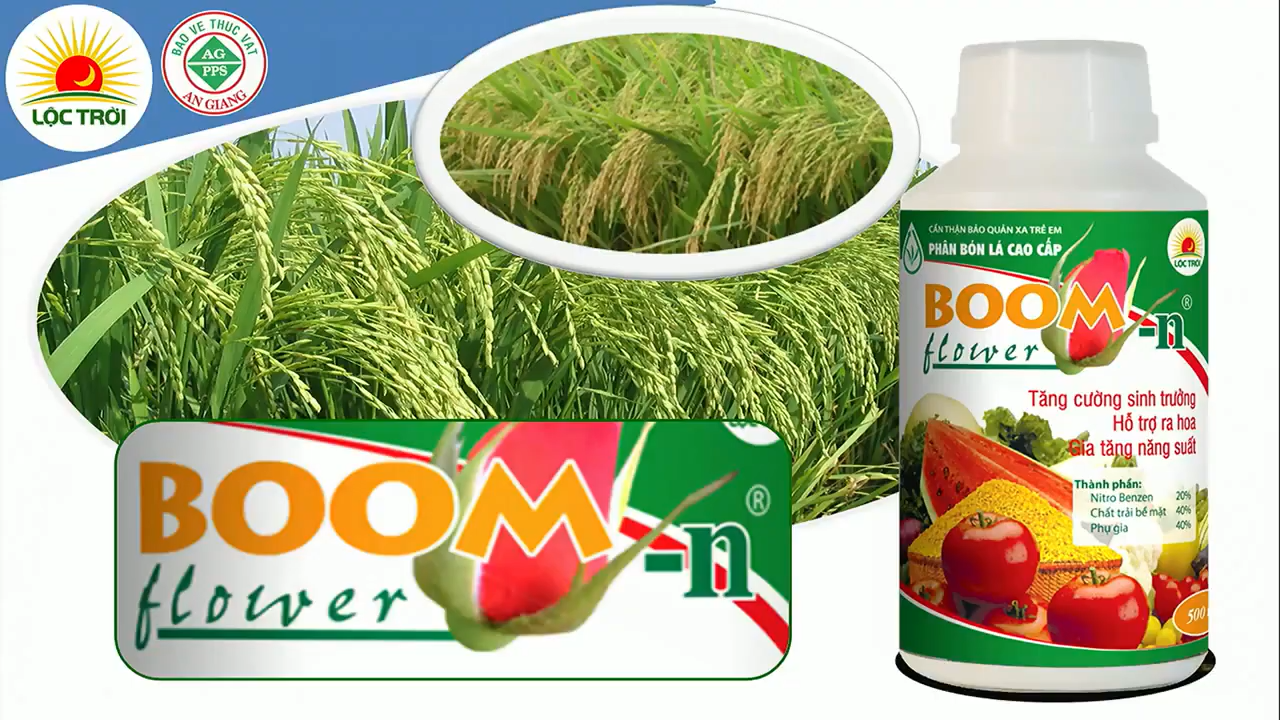 LỘC TRỜI
BẢO VỆ THỰC VẬT
AG
PPS
AN GIANG
CẨN THẬN BẢO QUẢN XA TRẺ EM
PHÂN BÓN LÁ CAO CẤP
LỘC TRỜI
BOOM-n®
flower
Tăng cường sinh trưởng
Hỗ trợ ra hoa
Gia tăng năng suất
Thành phần:
Nitro Benzen 20%
Chất trải bề mặt 40%
Phụ gia 40%
500
BOOM-n®
flower